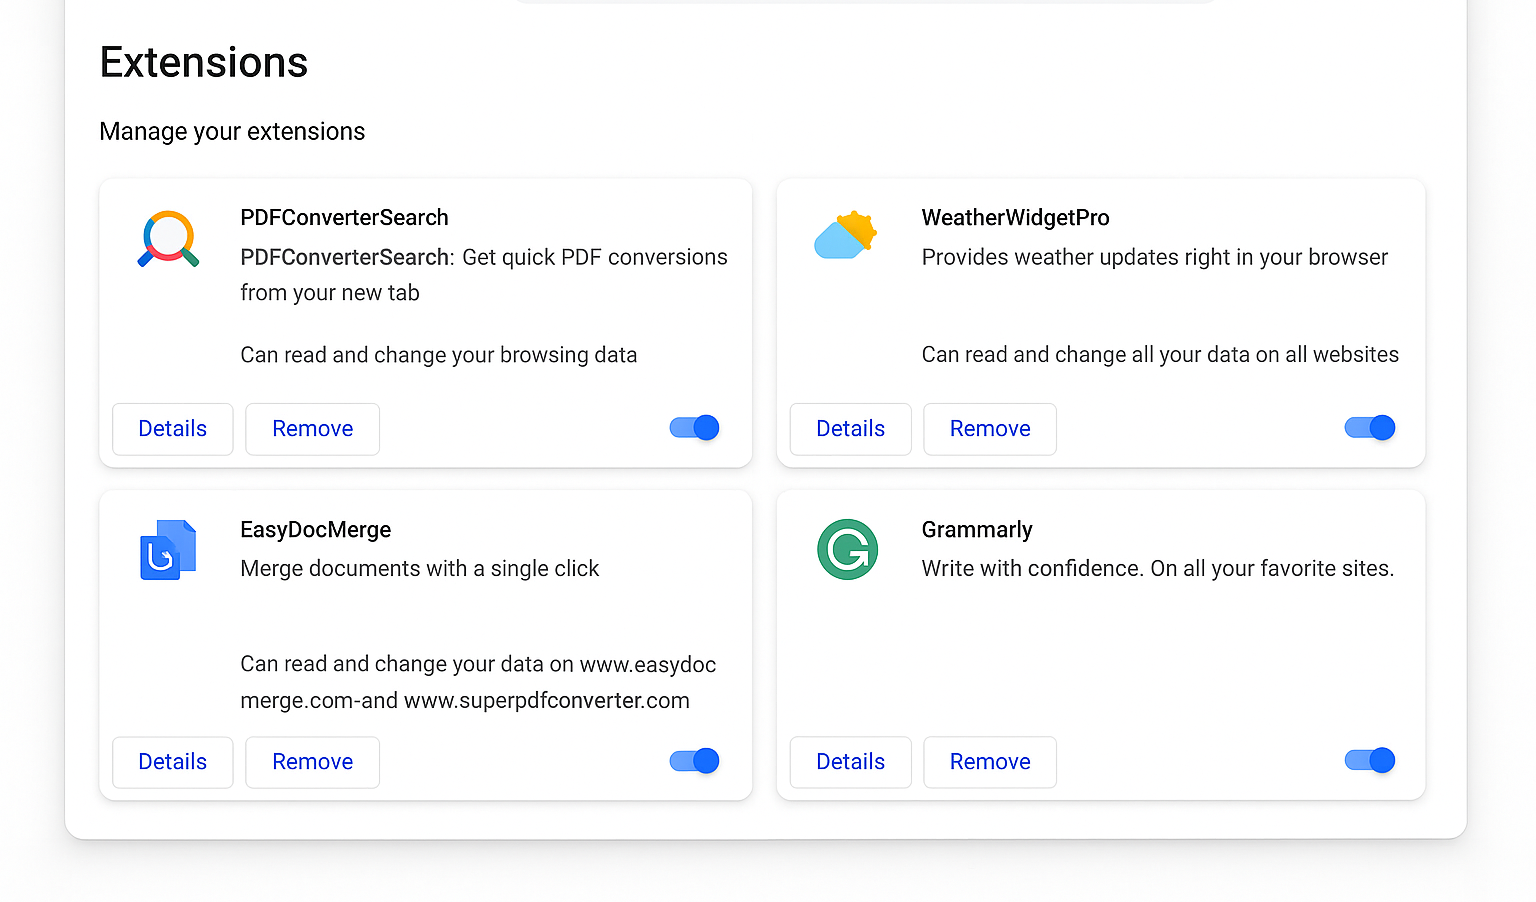 Extensions
Manage your extensions
PDFConverterSearch
PDFConverterSearch: Get quick PDF conversions
from your new tab
Can read and change your browsing data
Details Remove
WeatherWidgetPro
Provides weather updates right in your browser
Can read and change all your data on all websites
Details Remove
EasyDocMerge
Merge documents with a single click
Can read and change your data on www.easydoc
merge.com-and www.superpdfconverter.com
Details Remove
Grammarly
Write with confidence. On all your favorite sites.
Details Remove